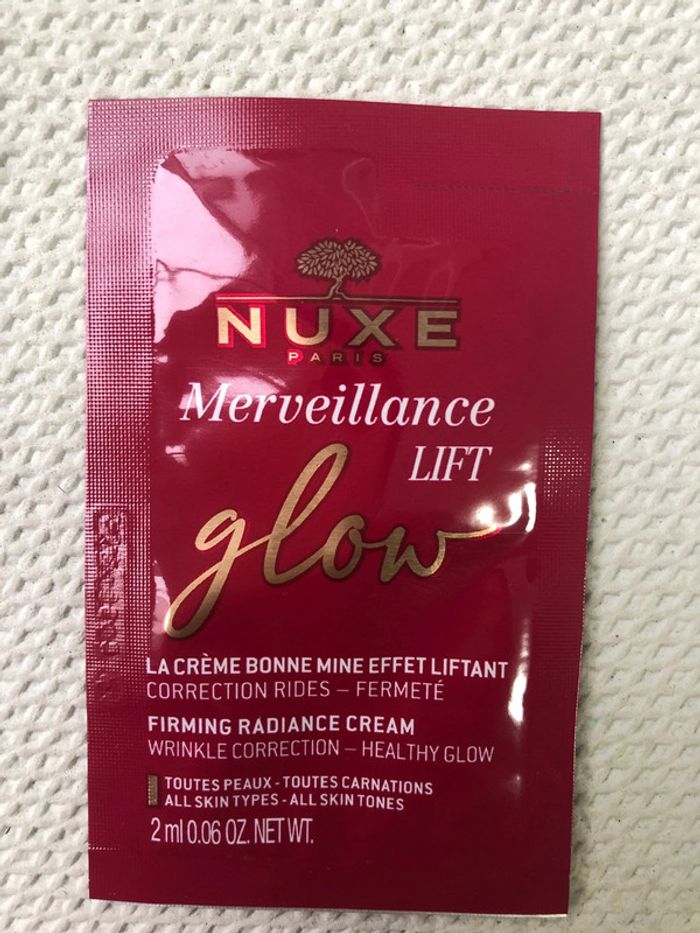 NUXE
PARIS
Merveillance
LIFT
glow
LA CRÈME BONNE MINE EFFET LIFTANT
CORRECTION RIDES – FERMETÉ
FIRMING RADIANCE CREAM
WRINKLE CORRECTION – HEALTHY GLOW
TOUTES PEAUX - TOUTES CARNATIONS
ALL SKIN TYPES - ALL SKIN TONES
2 ml 0.06 OZ. NET WT.